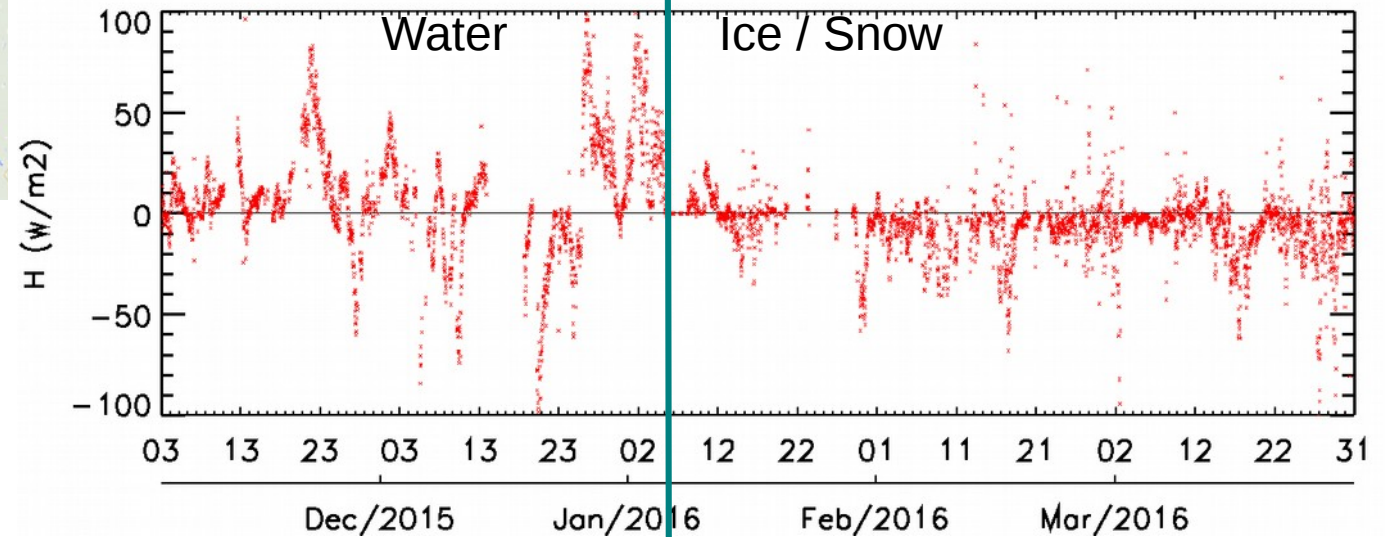 Water
Ice / Snow
H (W/m2)
100
50
0
−50
−100
03 13 23 03 13 23 02 12 22 01 11 21 02 12 22 31
Dec/2015 Jan/2016 Feb/2016 Mar/2016